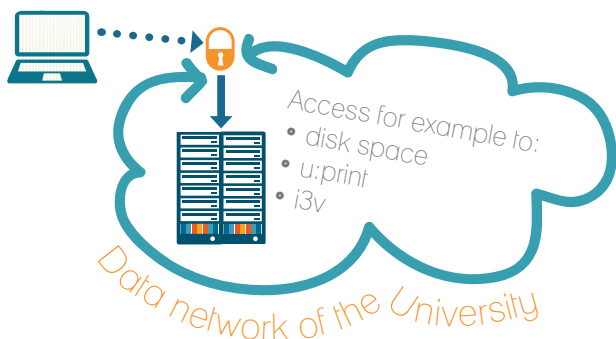 Access for example to:
• disk space
• u:print
• i3v
Data network of the University